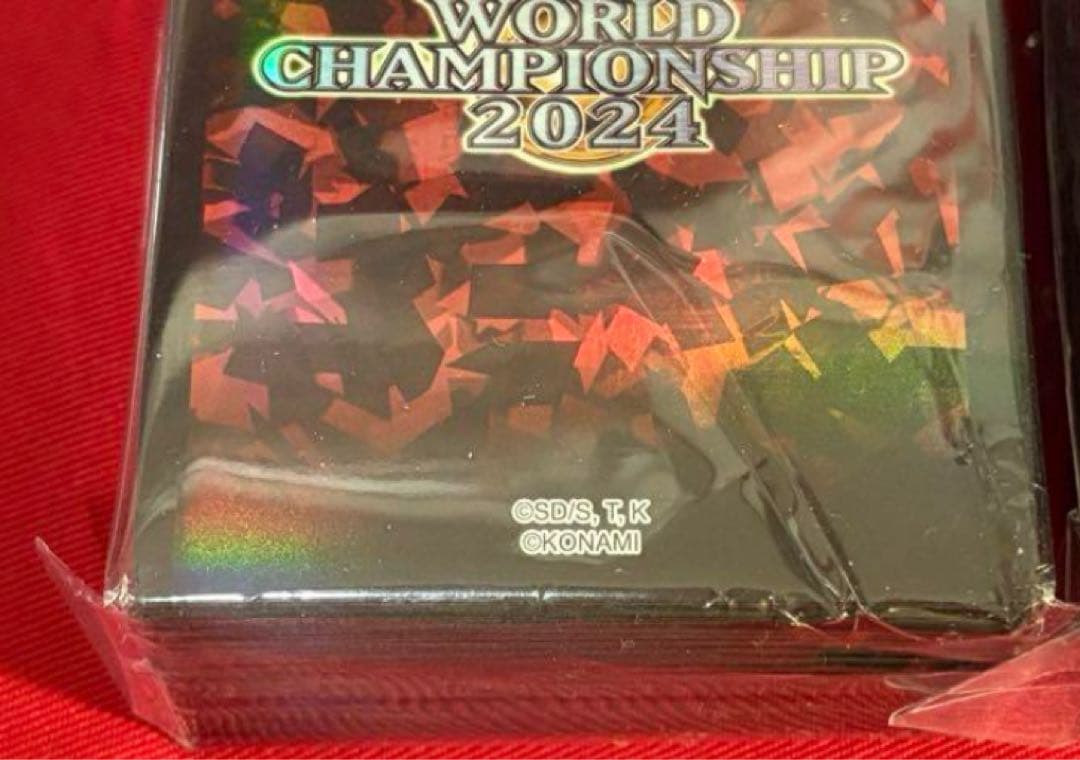 WORLD
CHAMPIONSHIP
2024
©SD/S, T, K
©KONAMI